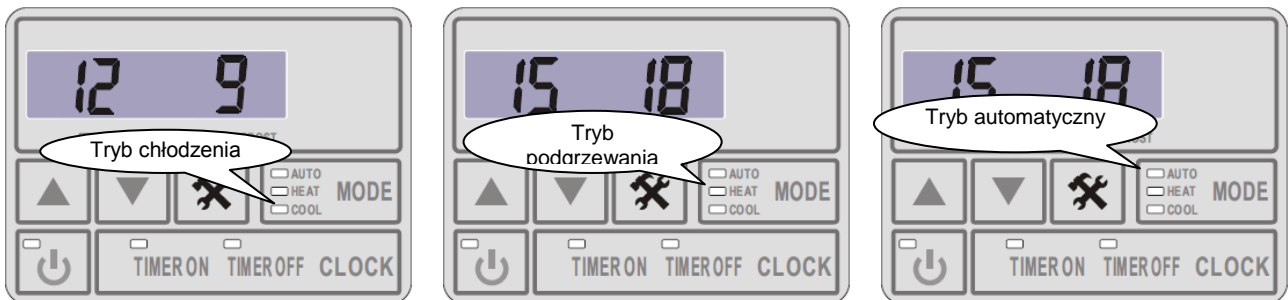 12 9
Tryb chłodzenia
AUTO
HEAT
COOL
MODE
TIMER ON TIMER OFF CLOCK
15 18
Tryb
podgrzewania
AUTO
HEAT
COOL
MODE
TIMER ON TIMER OFF CLOCK
15 18
Tryb automatyczny
AUTO
HEAT
COOL
MODE
TIMER ON TIMER OFF CLOCK